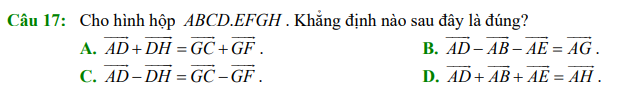 Câu 17: Cho hình hộp ABCD.EFGH . Khẳng định nào sau đây là đúng?
A. $\overrightarrow{AD}+\overrightarrow{DH}=\overrightarrow{GC}+\overrightarrow{GF}$ . B. $\overrightarrow{AD}-\overrightarrow{AB}-\overrightarrow{AE}=\overrightarrow{AG}$ .
C. $\overrightarrow{AD}-\overrightarrow{DH}=\overrightarrow{GC}-\overrightarrow{GF}$ . D. $\overrightarrow{AD}+\overrightarrow{AB}+\overrightarrow{AE}=\overrightarrow{AH}$ .